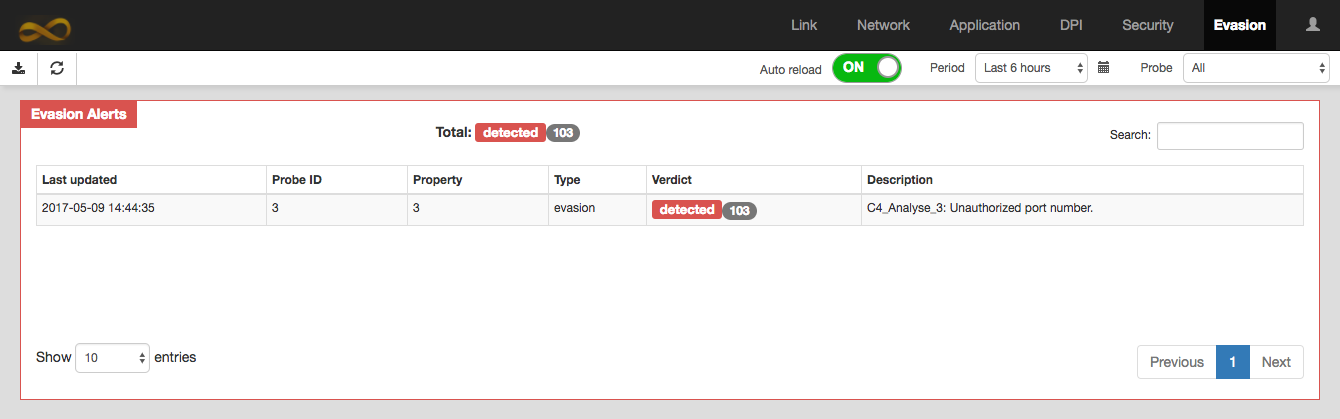 Link Network Application DPI Security Evasion
Auto reload ON Period Last 6 hours Probe All
Evasion Alerts
Total: detected 103
Search:
Last updated Probe ID Property Type Verdict Description
2017-05-09 14:44:35 3 3 evasion detected 103 C4_Analyse_3: Unauthorized port number.
Show 10 entries
Previous 1 Next